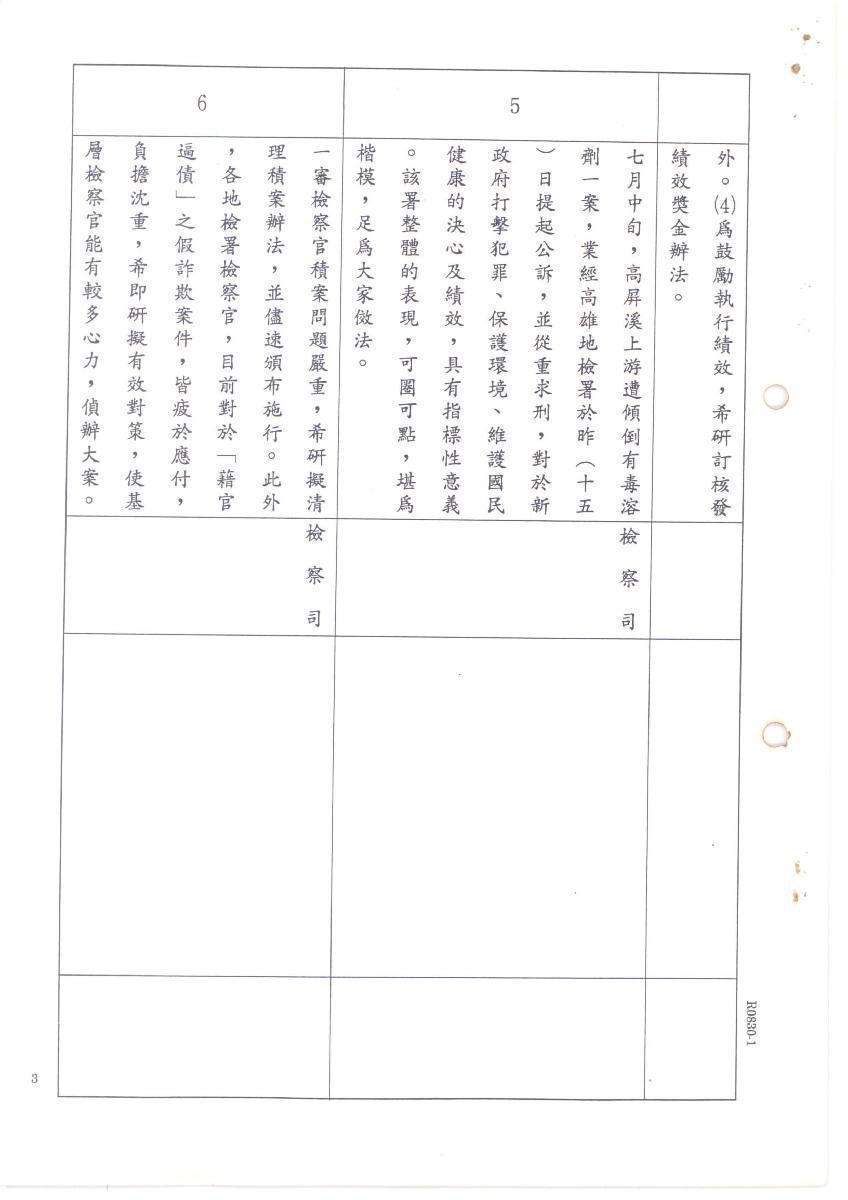 外。⑷為鼓勵執行績效，希研訂核發
績效獎金辦法。
5
七月中旬，高屏溪上游遭傾倒有毒溶
劑一案，業經高雄地檢署於昨（十五
）日提起公訴，並從重求刑，對於新
政府打擊犯罪、保護環境、維護國民
健康的決心及績效，具有指標性意義
。該署整體的表現，可圈可點，堪為
楷模，足為大家倣法。
檢察司
6
一審檢察官積案問題嚴重，希研擬清
理積案辦法，並儘速頒布施行。此外
，各地檢署檢察官，目前對於「藉官
逼債」之假詐欺案件，皆疲於應付，
負擔沈重，希即研擬有效對策，使基
層檢察官能有較多心力，偵辦大案。
檢察司
R0830-1
3